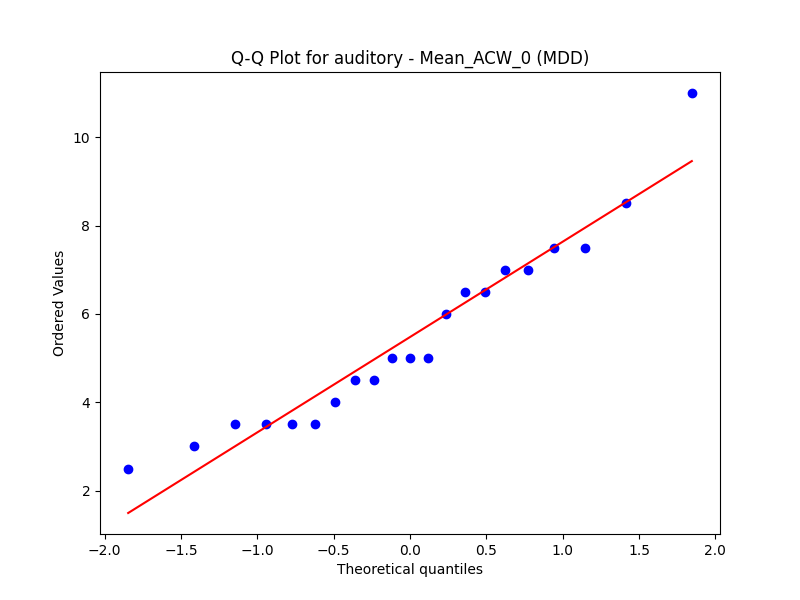 Q-Q Plot for auditory - Mean_ACW_0 (MDD)
Ordered Values
10
8
6
4
2
−2.0 −1.5 −1.0 −0.5 0.0 0.5 1.0 1.5 2.0
Theoretical quantiles